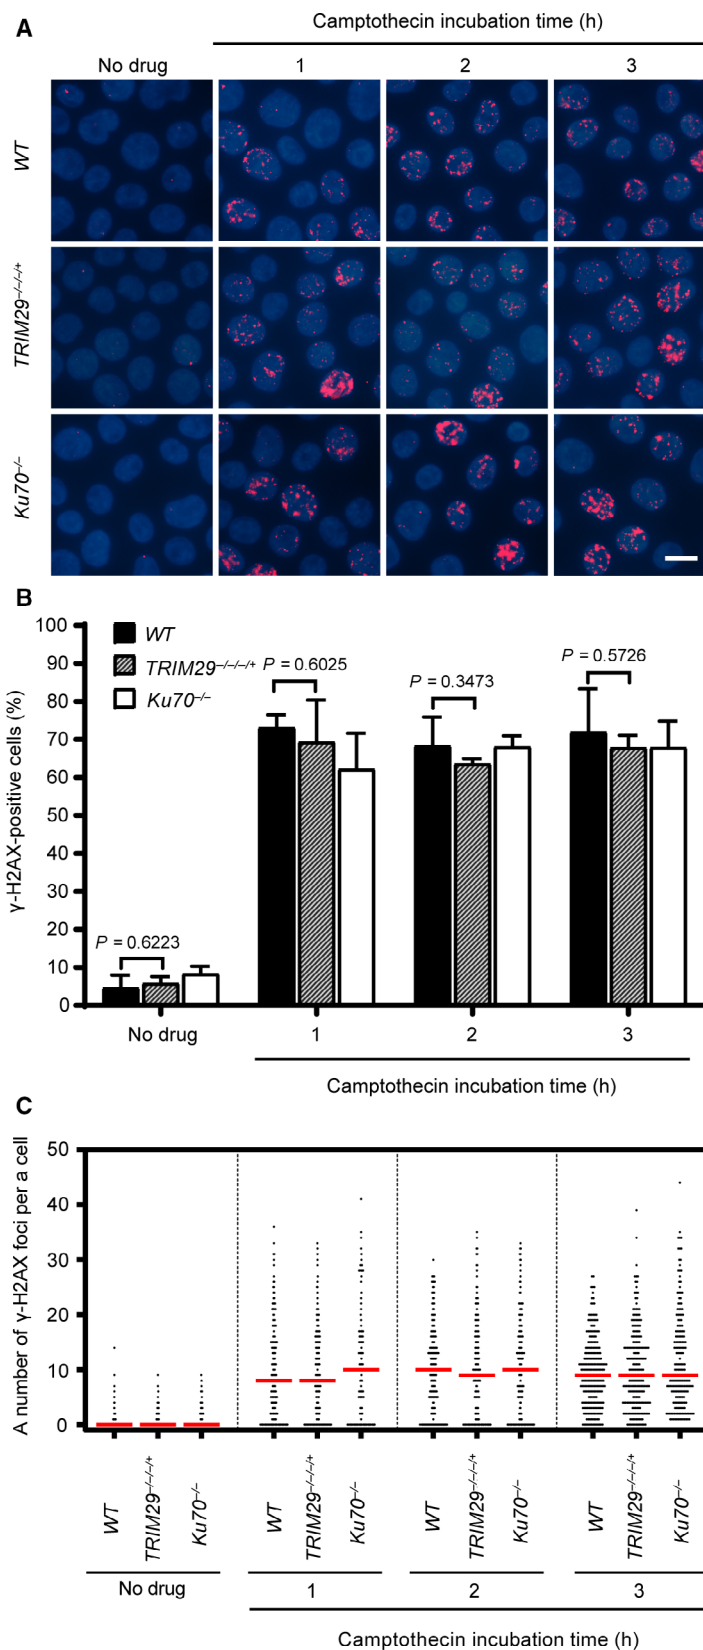 A
Camptothecin incubation time (h)
No drug
1
2
3
WT
TRIM29–/–/–/+
Ku70–/–
B
γ-H2AX-positive cells (%)
100
90
80
70
60
50
40
30
20
10
0
WT
TRIM29–/–/–/+
Ku70–/–
P = 0.6223
P = 0.6025
P = 0.3473
P = 0.5726
No drug
1
2
3
Camptothecin incubation time (h)
C
A number of γ-H2AX foci per a cell
50
40
30
20
10
0
WT
TRIM29–/–/–/+
Ku70–/–
WT
TRIM29–/–/–/+
Ku70–/–
WT
TRIM29–/–/–/+
Ku70–/–
WT
TRIM29–/–/–/+
Ku70–/–
No drug
1
2
3
Camptothecin incubation time (h)